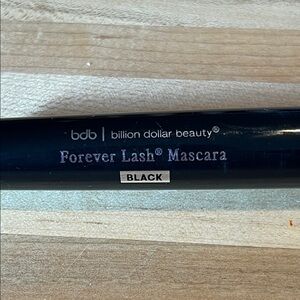 bdb | billion dollar beauty®
Forever Lash® Mascara
BLACK